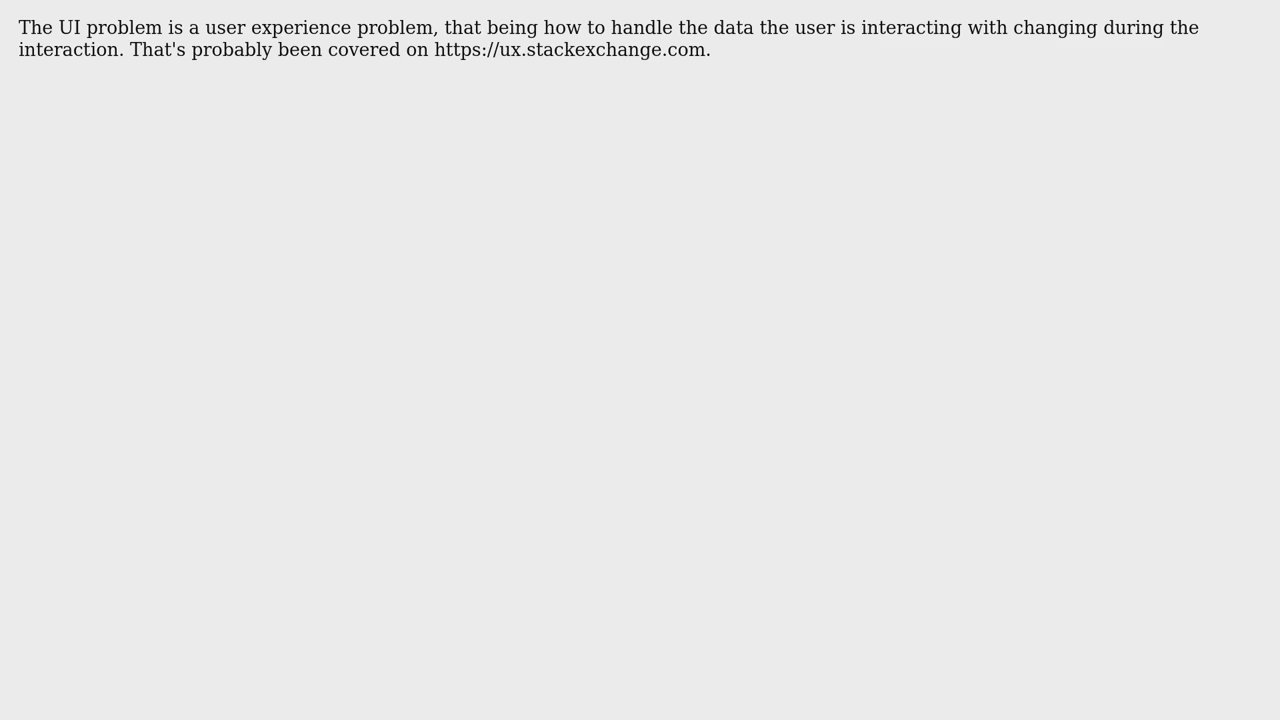 The UI problem is a user experience problem, that being how to handle the data the user is interacting with changing during the
interaction. That's probably been covered on https://ux.stackexchange.com.